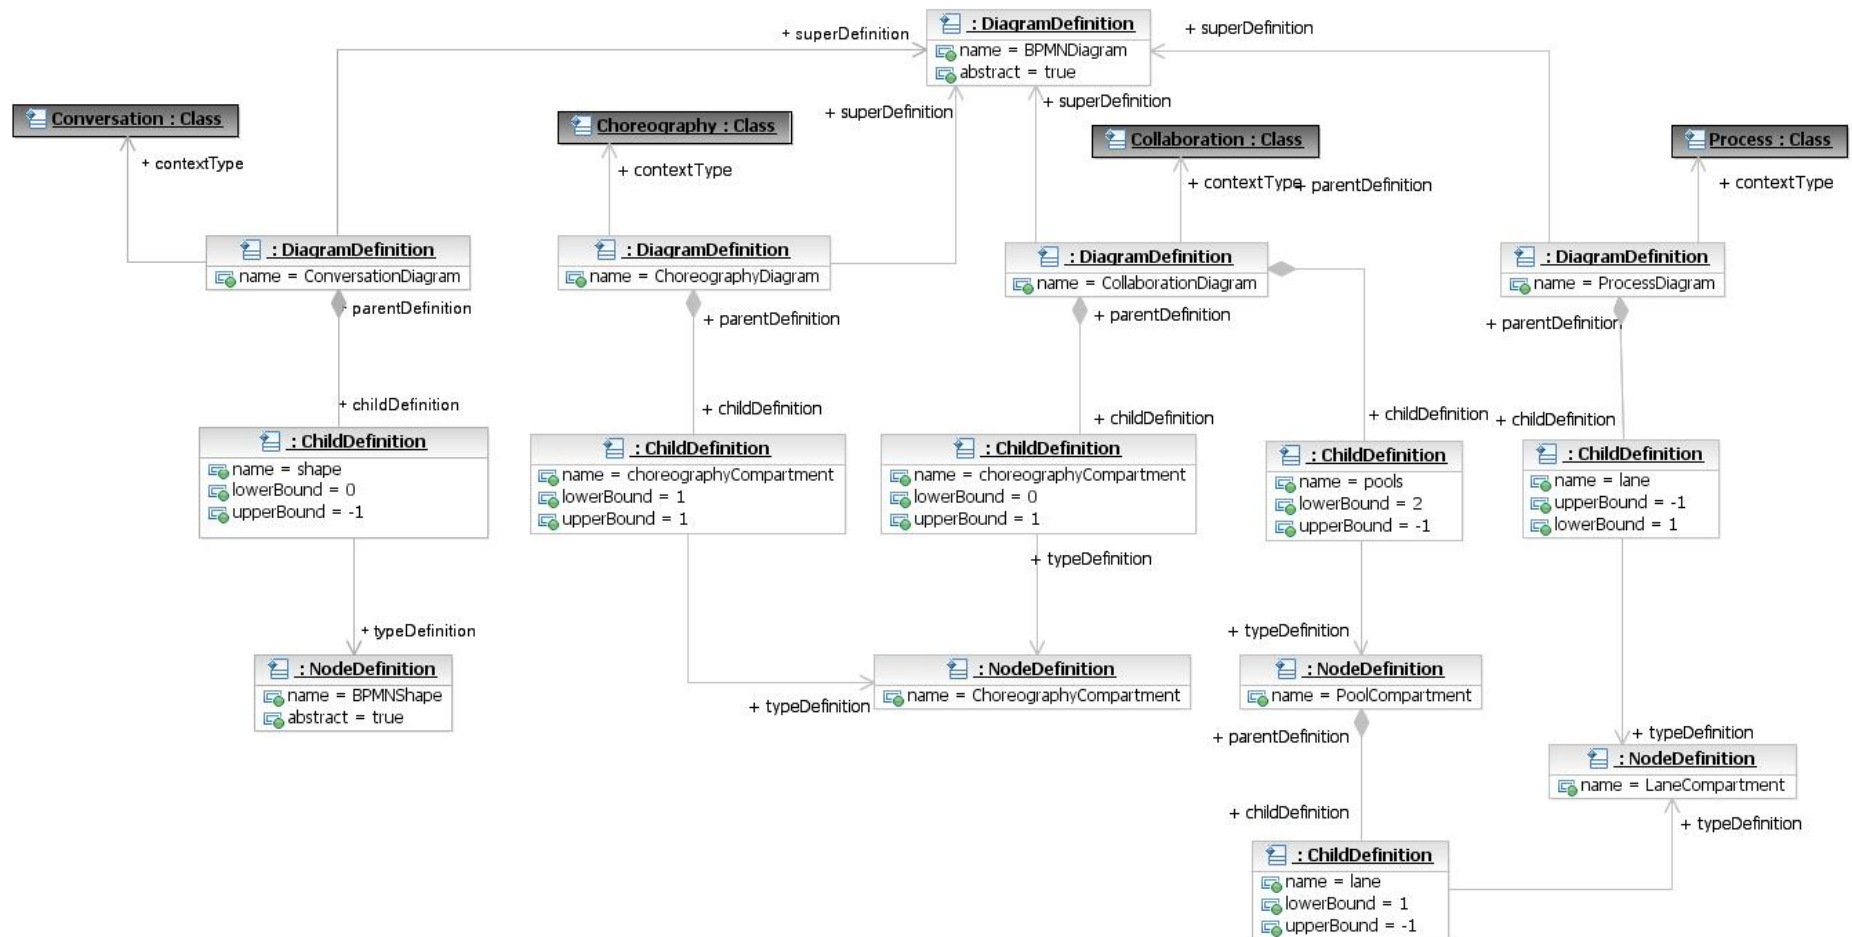 : DiagramDefinition
name = BPMNDiagram
abstract = true
+ superDefinition
+ superDefinition
+ superDefinition
+ superDefinition
Conversation : Class
Choreography : Class
Collaboration : Class
Process : Class
+ contextType
+ contextType
+ contextType
+ parentDefinition
+ contextType
: DiagramDefinition
name = ConversationDiagram
: DiagramDefinition
name = ChoreographyDiagram
: DiagramDefinition
name = CollaborationDiagram
: DiagramDefinition
name = ProcessDiagram
+ parentDefinition
+ parentDefinition
+ parentDefinition
+ parentDefinition
+ childDefinition
+ childDefinition
+ childDefinition
+ childDefinition
+ childDefinition
: ChildDefinition
name = shape
lowerBound = 0
upperBound = -1
: ChildDefinition
name = choreographyCompartment
lowerBound = 1
upperBound = 1
: ChildDefinition
name = choreographyCompartment
lowerBound = 0
upperBound = 1
: ChildDefinition
name = pools
lowerBound = 2
upperBound = -1
: ChildDefinition
name = lane
upperBound = -1
lowerBound = 1
+ typeDefinition
+ typeDefinition
+ typeDefinition
: NodeDefinition
name = BPMNShape
abstract = true
: NodeDefinition
name = ChoreographyCompartment
+ typeDefinition
: NodeDefinition
name = PoolCompartment
+ parentDefinition
+ typeDefinition
: NodeDefinition
name = LaneCompartment
+ childDefinition
+ typeDefinition
: ChildDefinition
name = lane
lowerBound = 1
upperBound = -1